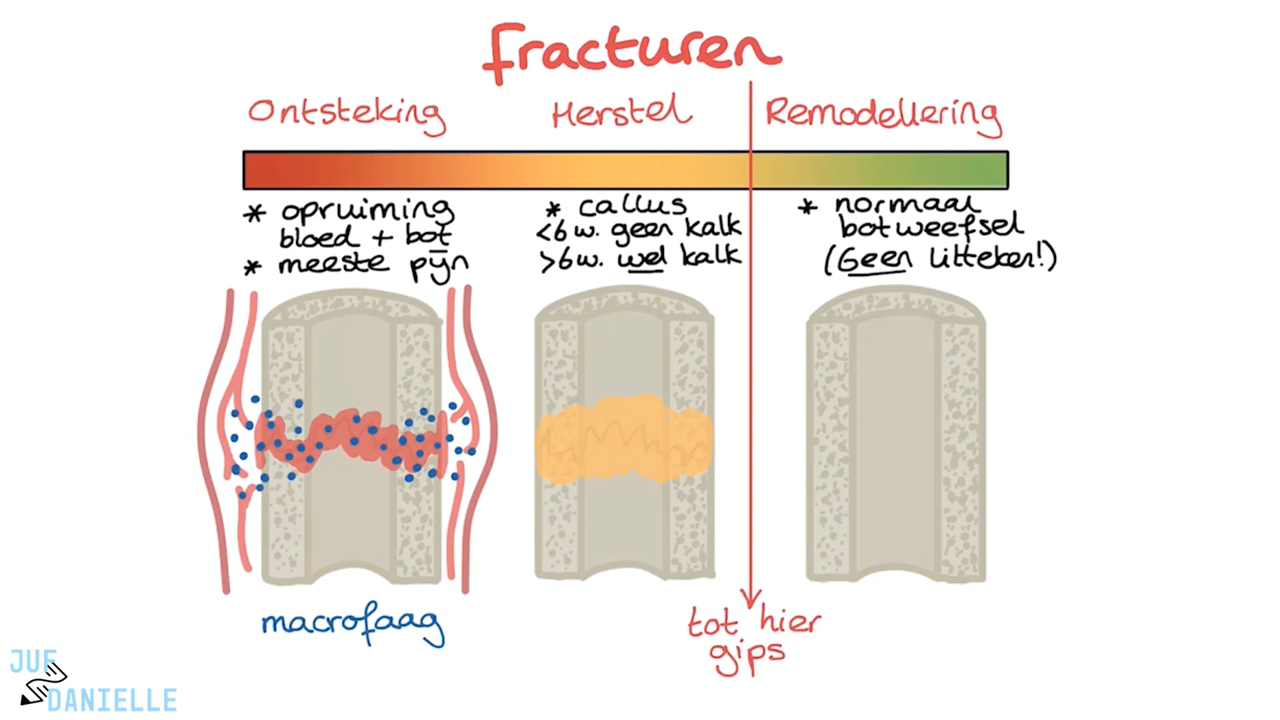 fracturen
Ontsteking
Herstel
Remodellering
* opruiming
bloed + bot
* meeste pijn
* callus
<6 w. geen kalk
>6w. wel kalk
* normaal
botweefsel
(Geen litteken!)
macrofaag
tot hier
gips
JUF
DANIELLE